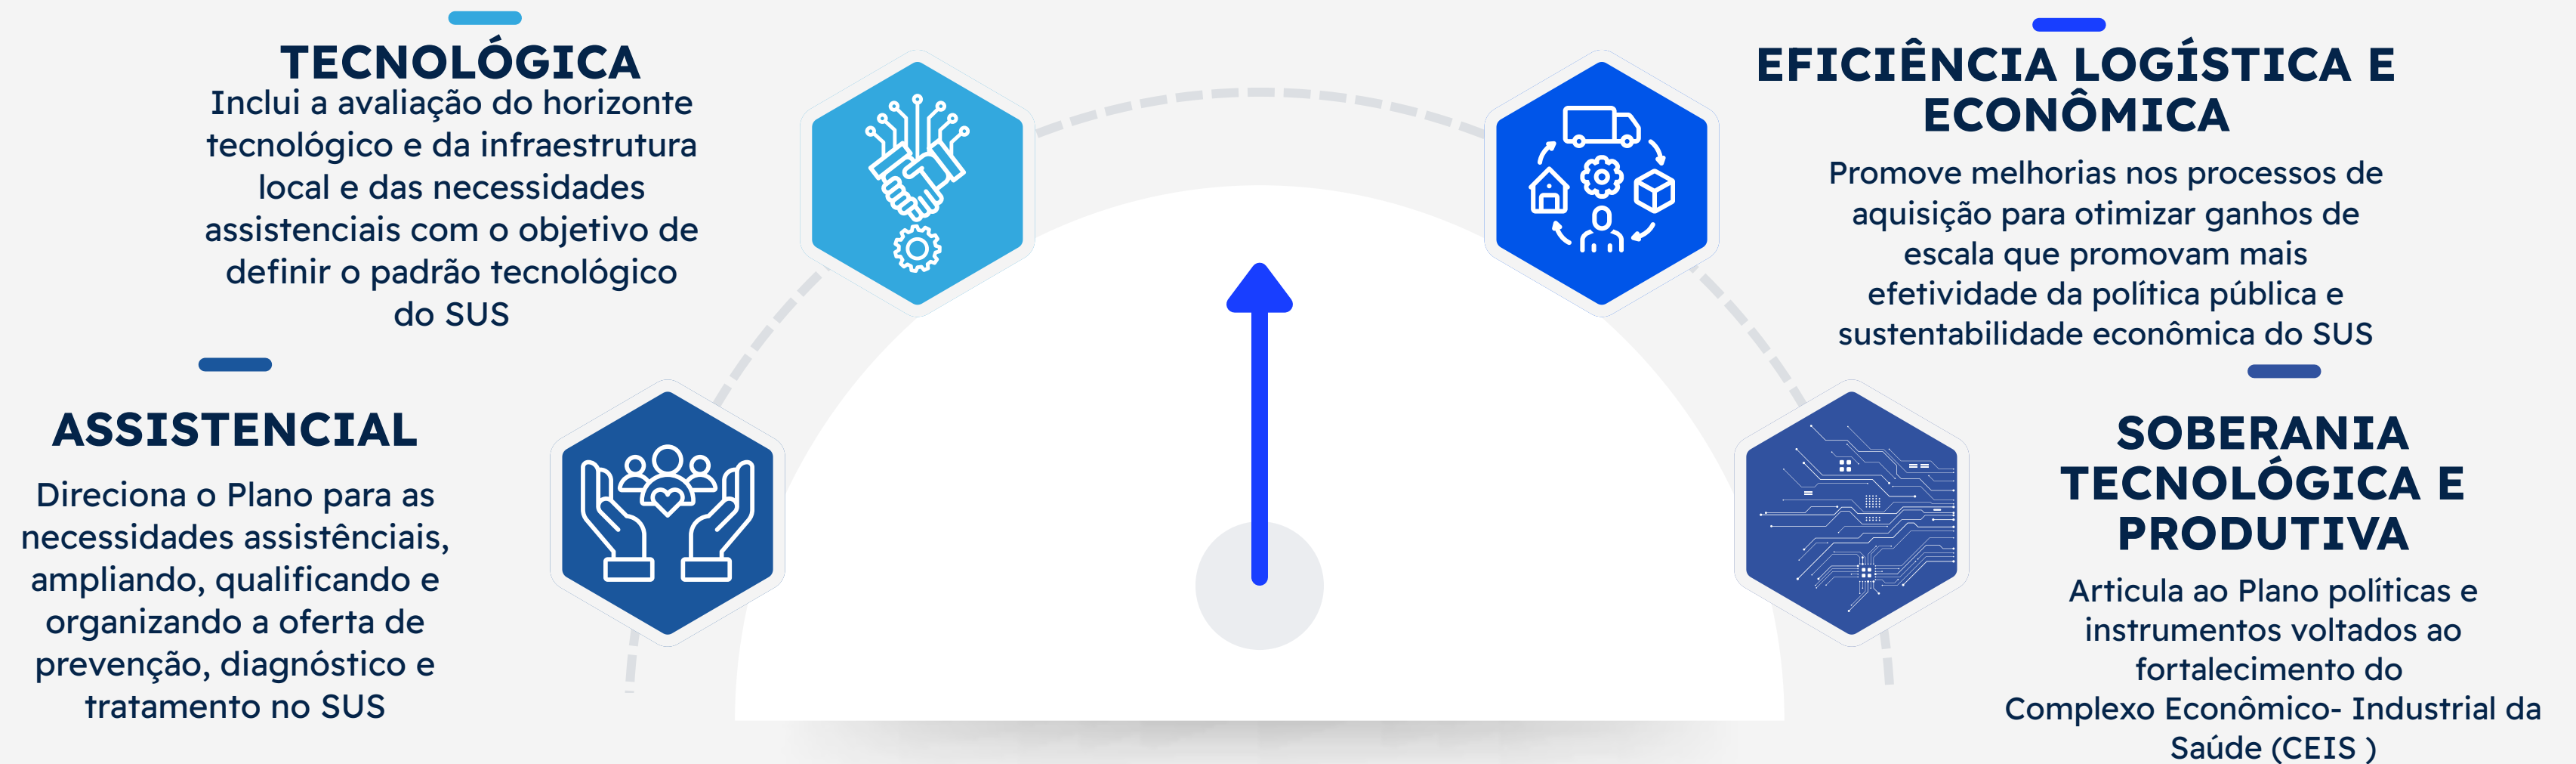 TECNOLÓGICA
Inclui a avaliação do horizonte
tecnológico e da infraestrutura
local e das necessidades
assistenciais com o objetivo de
definir o padrão tecnológico
do SUS
ASSISTENCIAL
Direciona o Plano para as
necessidades assistênciais,
ampliando, qualificando e
organizando a oferta de
prevenção, diagnóstico e
tratamento no SUS
EFICIÊNCIA LOGÍSTICA E
ECONÔMICA
Promove melhorias nos processos de
aquisição para otimizar ganhos de
escala que promovam mais
efetividade da política pública e
sustentabilidade econômica do SUS
SOBERANIA
TECNOLÓGICA E
PRODUTIVA
Articula ao Plano políticas e
instrumentos voltados ao
fortalecimento do
Complexo Econômico- Industrial da
Saúde (CEIS )